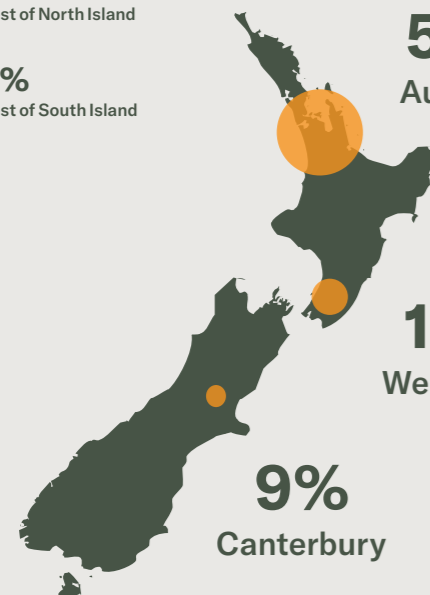 st of North Island
%
st of South Island
5
Au
1
We
9%
Canterbury